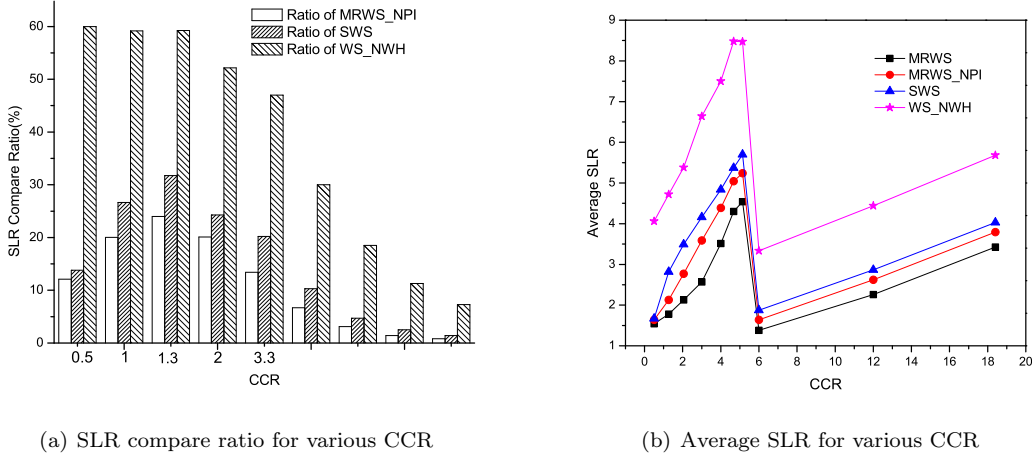 Ratio of MRWS_NPI
Ratio of SWS
Ratio of WS_NWH
SLR Compare Ratio(%)
60
50
40
30
20
10
0
0.5 1 1.3 2 3.3
CCR
(a) SLR compare ratio for various CCR
MRWS
MRWS_NPI
SWS
WS_NWH
Average SLR
9
8
7
6
5
4
3
2
1
0 2 4 6 8 10 12 14 16 18 20
CCR
(b) Average SLR for various CCR